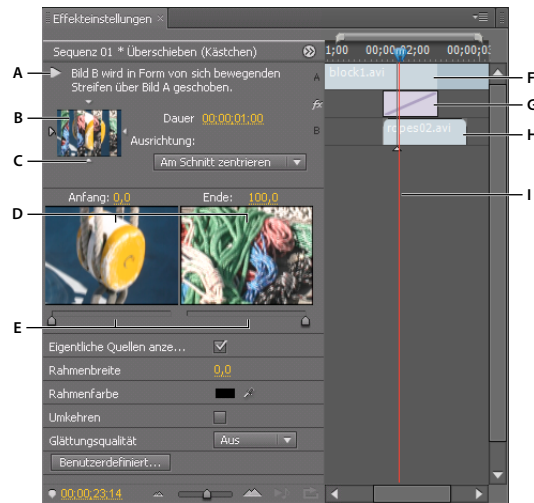 Effekteinstellungen ×
Sequenz 01 * Überschieben (Kästchen)
1;00 00;00;02;00 00;00;0
A
Bild B wird in Form von sich bewegenden
Streifen über Bild A geschoben.
A
block1.avi
F
B
Dauer 00;00;01;00
fx
G
Ausrichtung:
B
ropes02.avi
H
C
Am Schnitt zentrieren
I
Anfang: 0,0
Ende: 100,0
D
E
Eigentliche Quellen anze...
Rahmenbreite 0,0
Rahmenfarbe
Umkehren
Glättungsqualität Aus
Benutzerdefiniert...
00;00;23;14